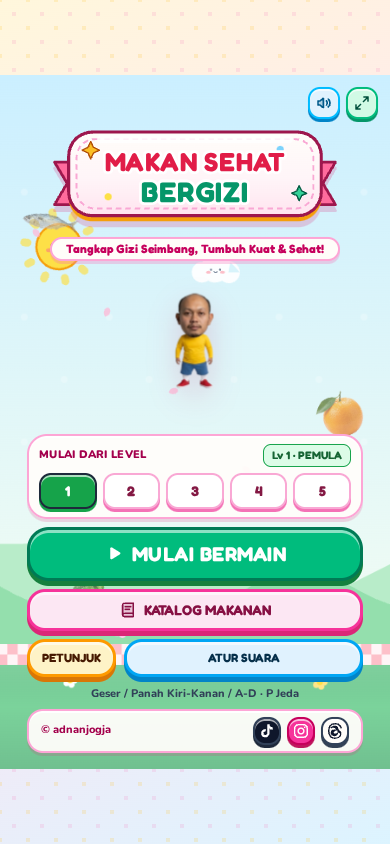 MAKAN SEHAT
BERGIZI
Tangkap Gizi Seimbang, Tumbuh Kuat & Sehat!
MULAI DARI LEVEL
Lv 1 · PEMULA
1
2
3
4
5
MULAI BERMAIN
KATALOG MAKANAN
PETUNJUK
ATUR SUARA
Geser / Panah Kiri-Kanan / A-D · P Jeda
© adnanjogja